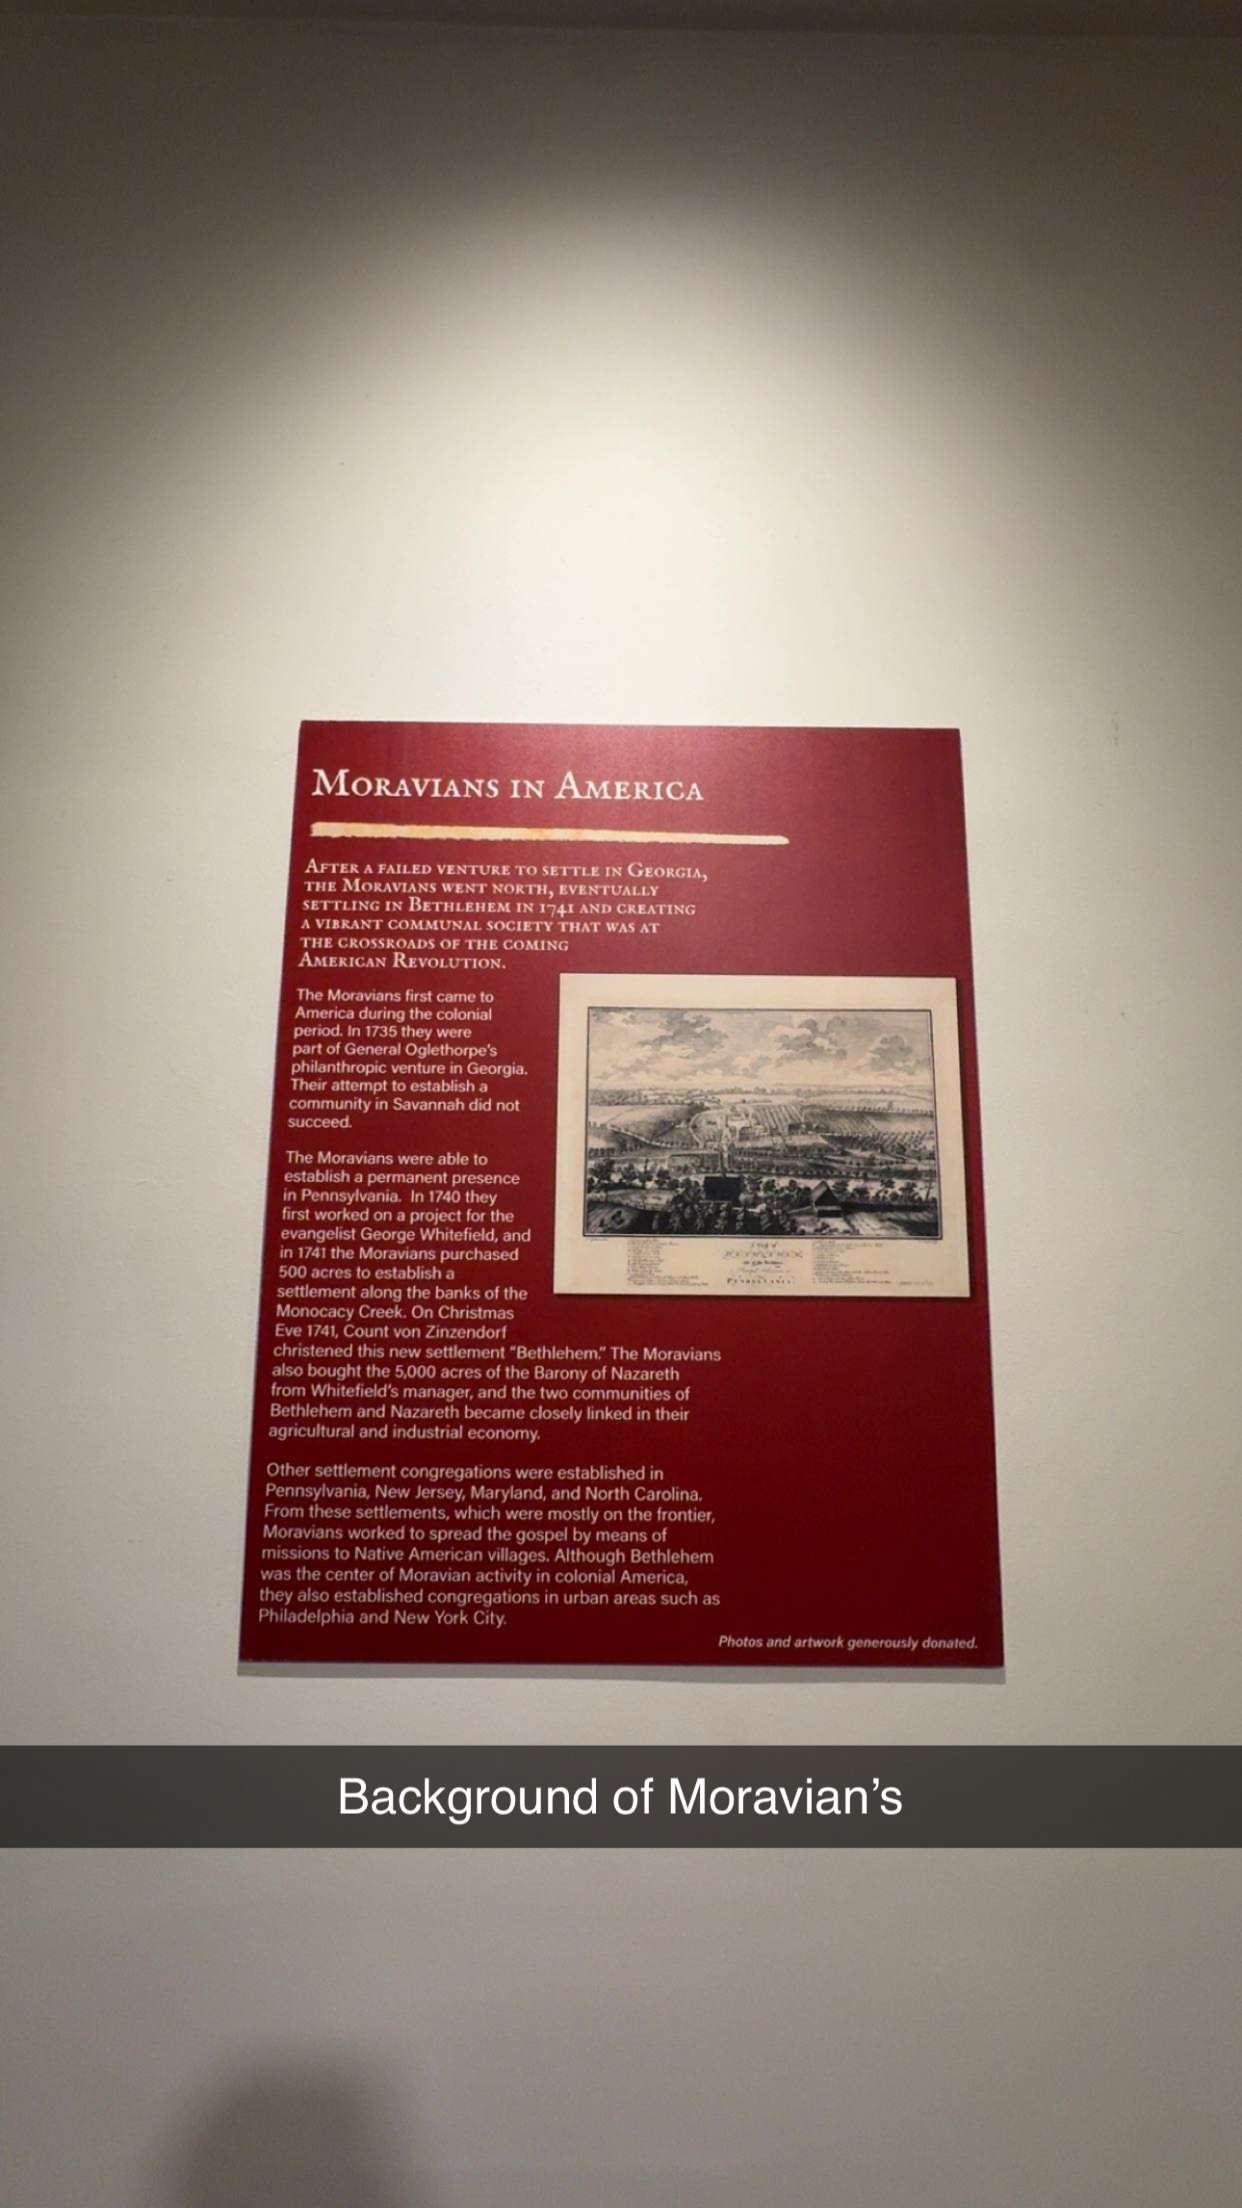 MORAVIANS IN AMERICA
AFTER A FAILED VENTURE TO SETTLE IN GEORGIA,
THE MORAVIANS WENT NORTH, EVENTUALLY
SETTLING IN BETHLEHEM IN 1741 AND CREATING
A VIBRANT COMMUNAL SOCIETY THAT WAS AT
THE CROSSROADS OF THE COMING
AMERICAN REVOLUTION.
The Moravians first came to
America during the colonial
period. In 1735 they were
part of General Oglethorpe's
philanthropic venture in Georgia.
Their attempt to establish a
community in Savannah did not
succeed.
The Moravians were able to
establish a permanent presence
in Pennsylvania. In 1740 they
first worked on a project for the
evangelist George Whitefield, and
in 1741 the Moravians purchased
500 acres to establish a
settlement along the banks of the
Monocacy Creek. On Christmas
Eve 1741, Count von Zinzendorf
christened this new settlement "Bethlehem." The Moravians
also bought the 5,000 acres of the Barony of Nazareth
from Whitefield's manager, and the two communities of
Bethlehem and Nazareth became closely linked in their
agricultural and industrial economy.
Other settlement congregations were established in
Pennsylvania, New Jersey, Maryland, and North Carolina.
From these settlements, which were mostly on the frontier,
Moravians worked to spread the gospel by means of
missions to Native American villages. Although Bethlehem
was the center of Moravian activity in colonial America,
they also established congregations in urban areas such as
Philadelphia and New York City.
Photos and artwork generously donated.
Background of Moravian's